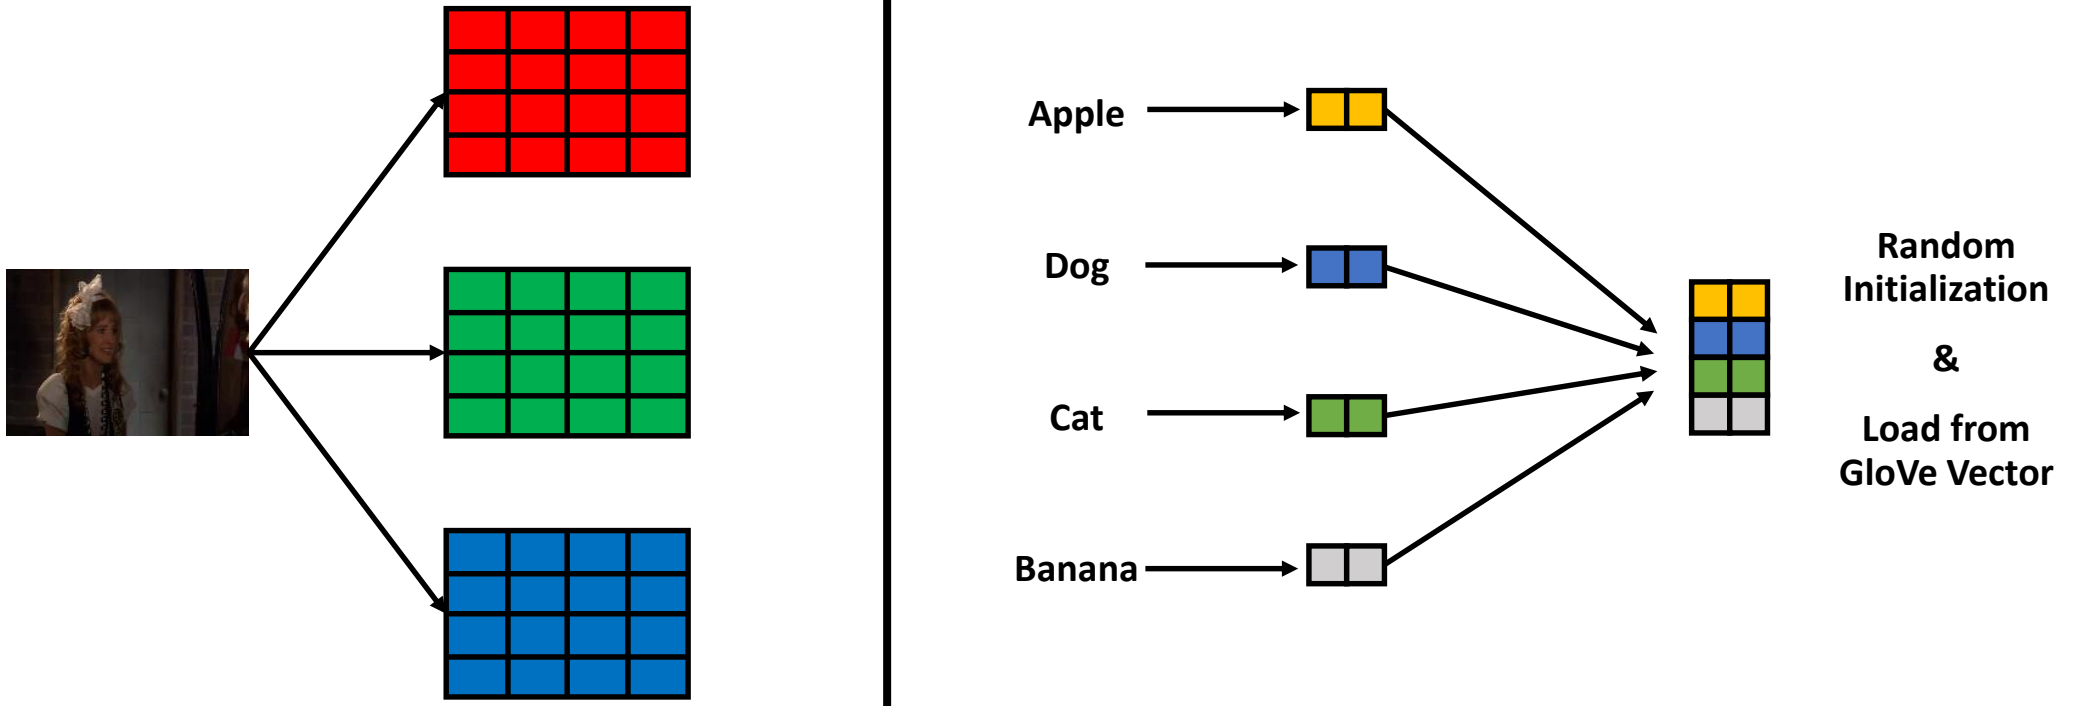 Apple
Dog
Cat
Banana
Random
Initialization
&
Load from
GloVe Vector